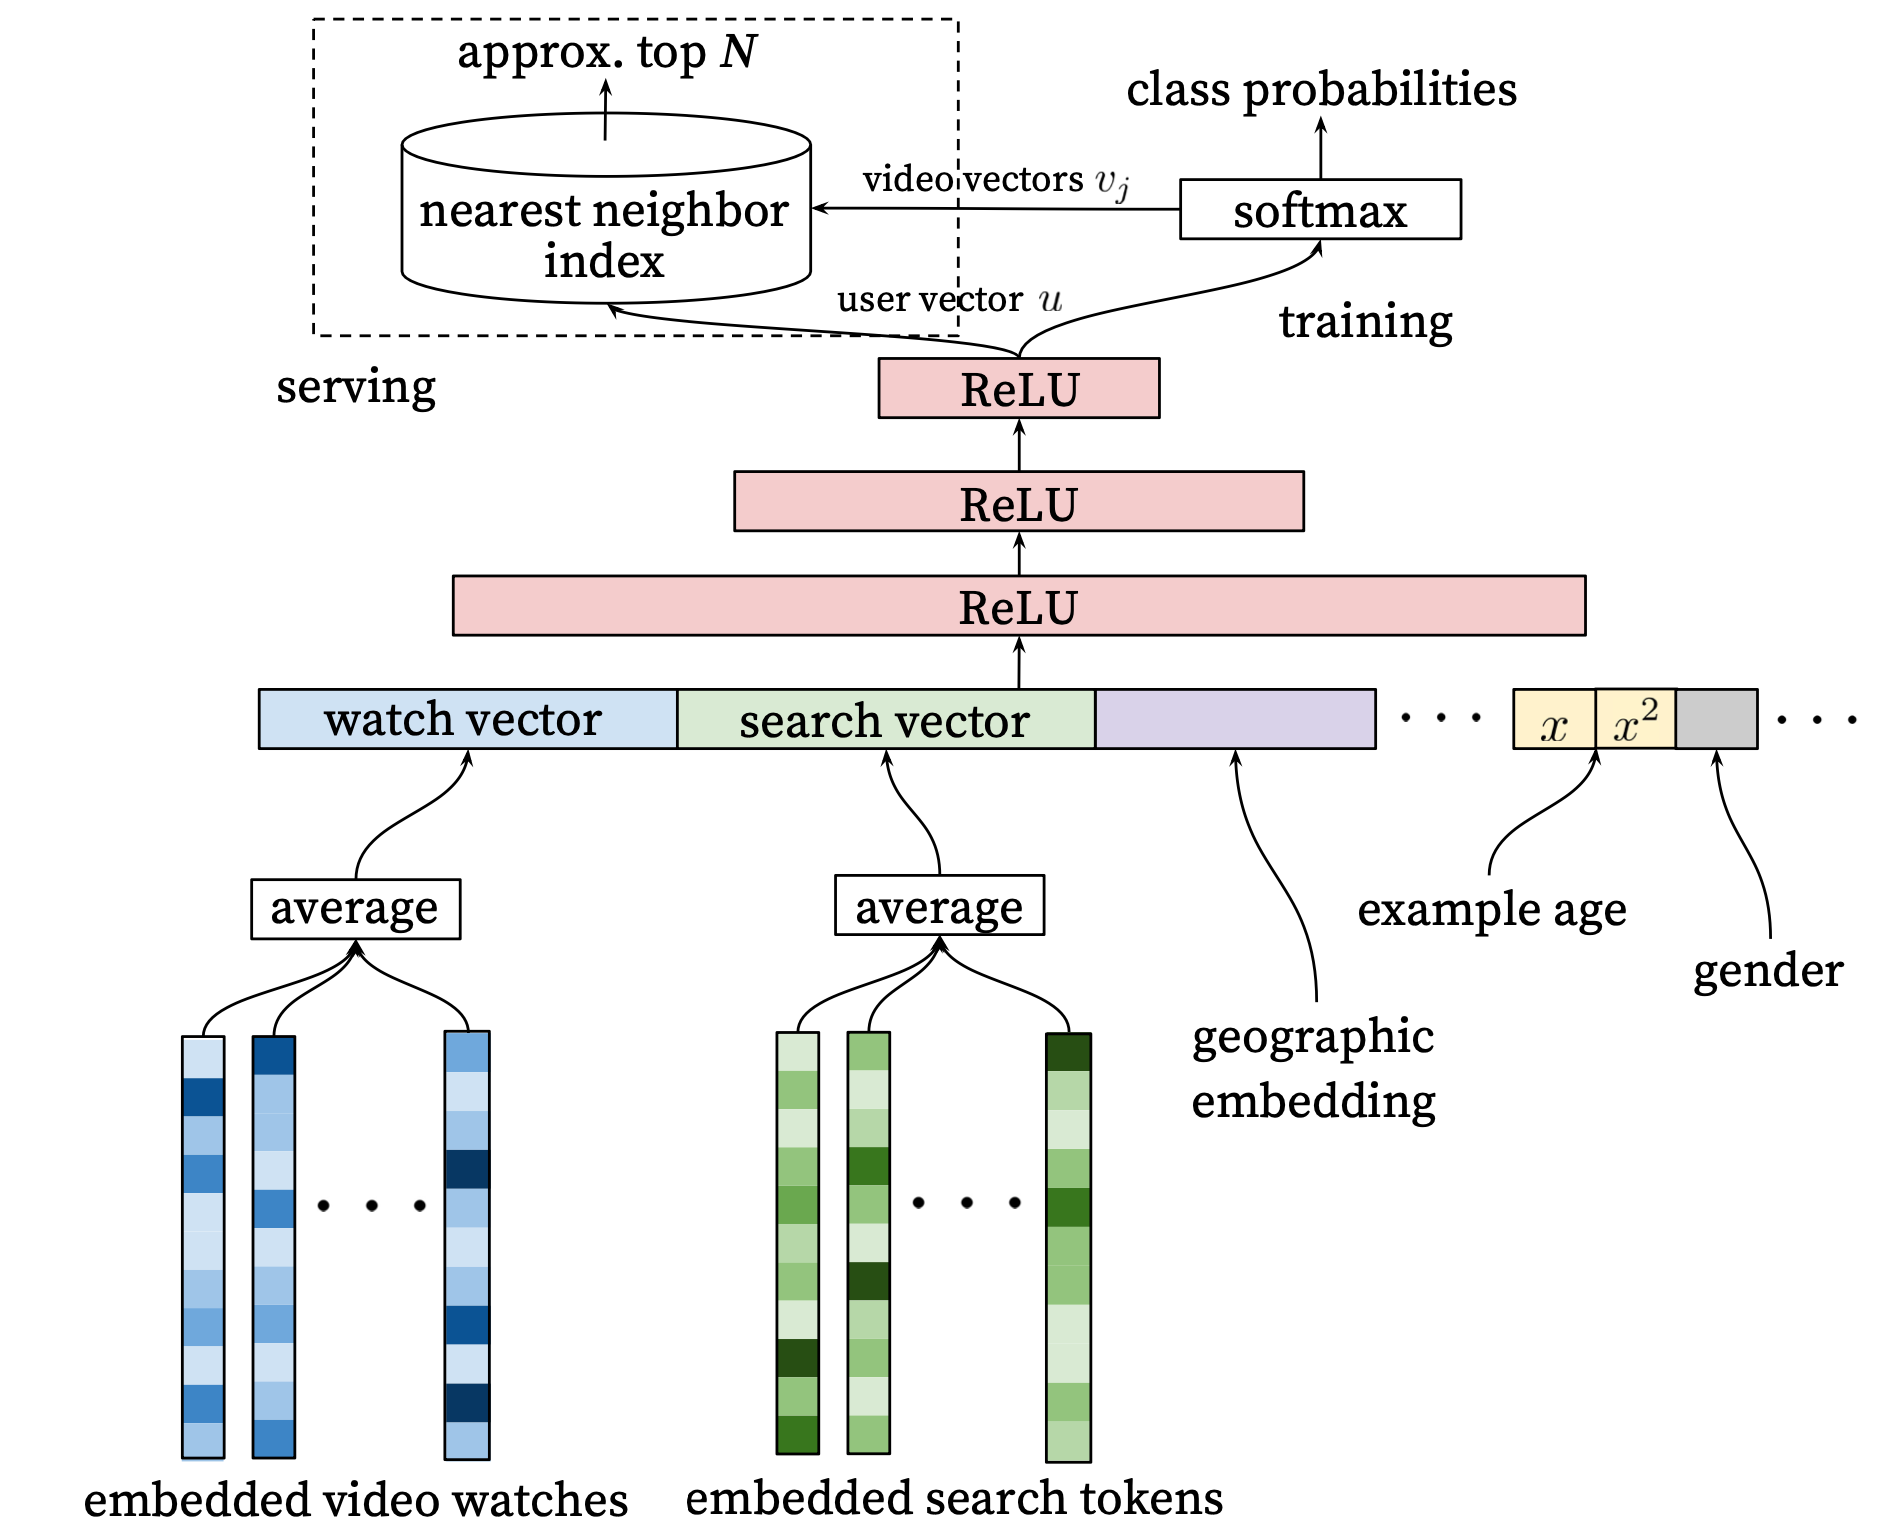 approx. top N
class probabilities
video vectors v_j
nearest neighbor
index
softmax
user vector u
training
serving
ReLU
ReLU
ReLU
watch vector
search vector
. . .
x
x²
. . .
average
average
example age
gender
geographic
embedding
. . .
. . .
embedded video watches
embedded search tokens